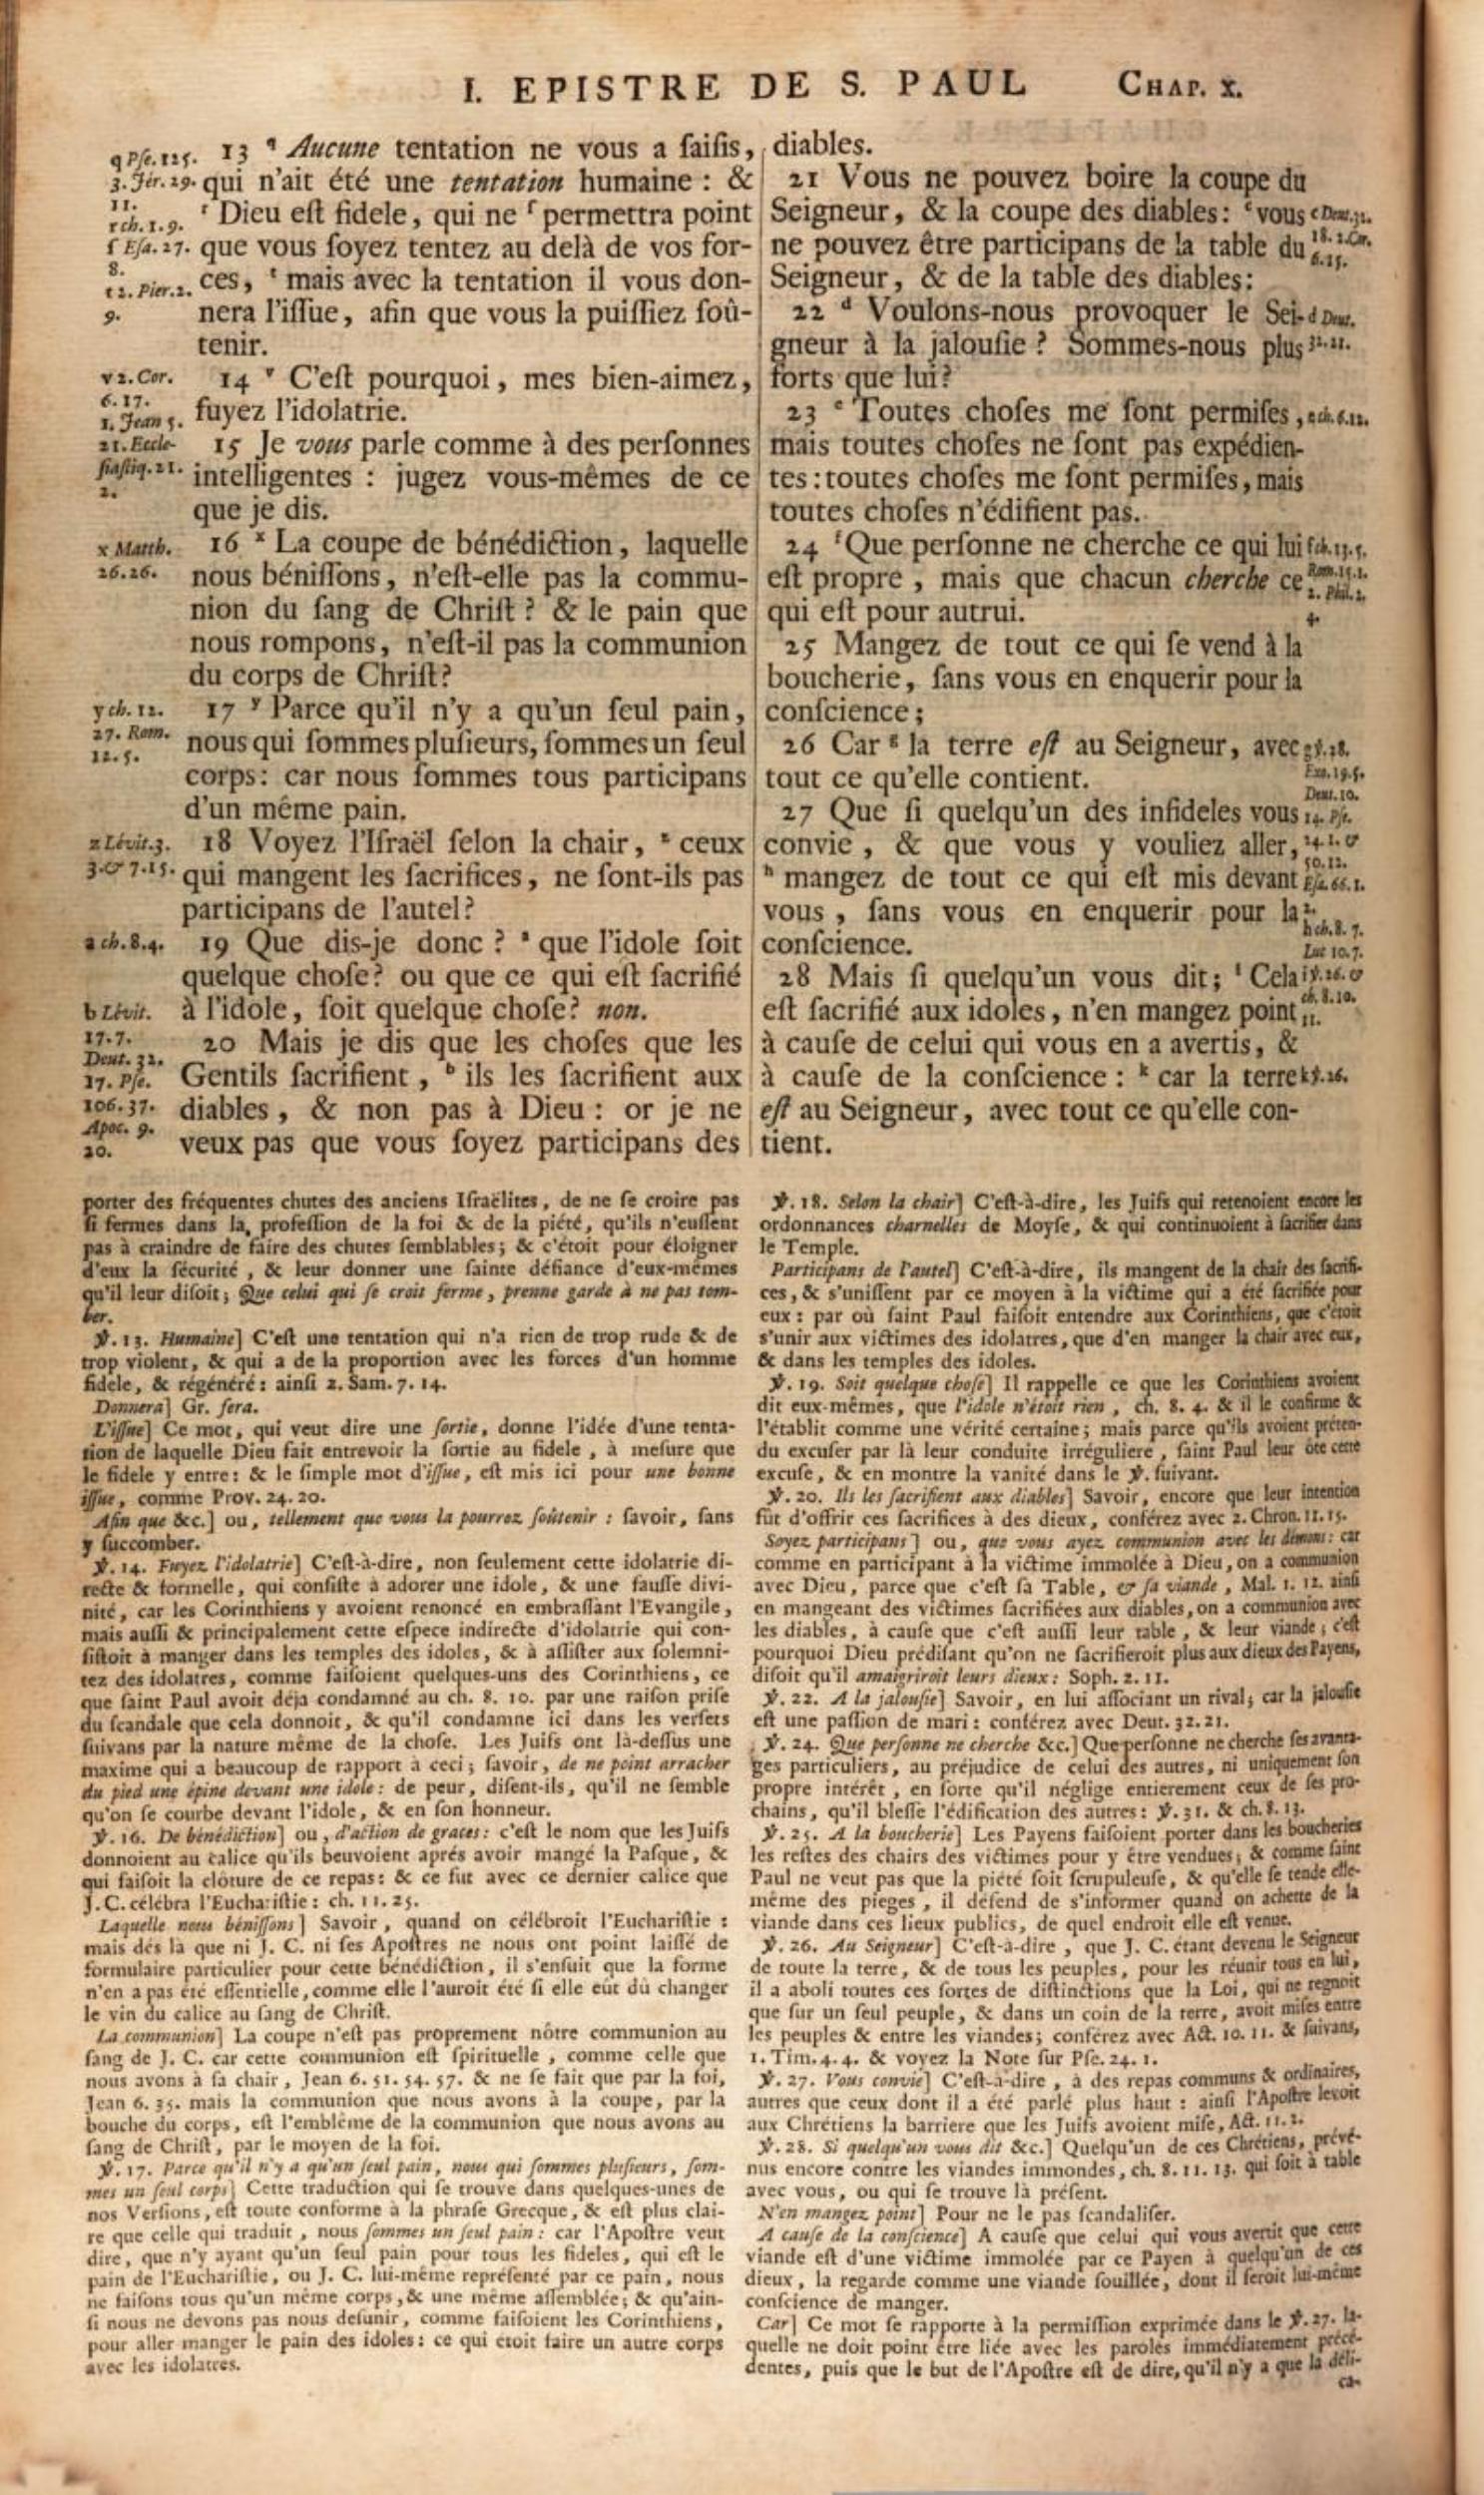 I. EPISTRE DE S. PAUL CHAP. X.
q Pſe. 125.
3. Jér. 29.
11.
r ch. 1. 9.
ſ Eſa. 27.
8.
t 2. Pier. 2.
9.
13 q Aucune tentation ne vous a ſaiſis,
qui n'ait été une tentation humaine : &
r Dieu eſt fidele, qui ne ſ permettra point
que vous ſoyez tentez au delà de vos for-
ces, t mais avec la tentation il vous don-
nera l'iſſue, afin que vous la puiſſiez ſoû-
tenir.
v 2. Cor.
6. 17.
1. Jean 5.
21. Eccle-
ſiaſtiq. 21.
2.
14 v C'eſt pourquoi, mes bien-aimez,
fuyez l'idolatrie.
15 Je vous parle comme à des perſonnes
intelligentes : jugez vous-mêmes de ce
que je dis.
x Matth.
26. 26.
16 x La coupe de bénédiction, laquelle
nous béniſſons, n'eſt-elle pas la commu-
nion du ſang de Chriſt ? & le pain que
nous rompons, n'eſt-il pas la communion
du corps de Chriſt?
y ch. 12.
27. Rom.
12. 5.
17 y Parce qu'il n'y a qu'un ſeul pain,
nous qui ſommes pluſieurs, ſommes un ſeul
corps: car nous ſommes tous participans
d'un même pain.
z Lévit. 3.
3. & 7. 15.
18 Voyez l'Iſraël ſelon la chair, z ceux
qui mangent les ſacrifices, ne ſont-ils pas
participans de l'autel?
a ch. 8. 4.
19 Que dis-je donc ? a que l'idole ſoit
quelque choſe? ou que ce qui eſt ſacrifié
à l'idole, ſoit quelque choſe? non.
b Lévit.
17. 7.
Deut. 32.
17. Pſe.
106. 37.
Apoc. 9.
20.
20 Mais je dis que les choſes que les
Gentils ſacrifient, b ils les ſacrifient aux
diables, & non pas à Dieu : or je ne
veux pas que vous ſoyez participans des
diables.
21 Vous ne pouvez boire la coupe du
Seigneur, & la coupe des diables: c vous
ne pouvez être participans de la table du
Seigneur, & de la table des diables:
c Deut. 32.
18. 2. Cor.
6. 15.
22 d Voulons-nous provoquer le Sei-
gneur à la jalouſie ? Sommes-nous plus
forts que lui?
d Deut.
32. 21.
23 e Toutes choſes me ſont permiſes,
mais toutes choſes ne ſont pas expédien-
tes: toutes choſes me ſont permiſes, mais
toutes choſes n'édifient pas.
e ch. 6. 12.
24 f Que perſonne ne cherche ce qui lui
eſt propre, mais que chacun cherche ce
qui eſt pour autrui.
f ch. 13. 5.
Rom. 15. 1.
2. Phil. 2.
4.
25 Mangez de tout ce qui ſe vend à la
boucherie, ſans vous en enquerir pour la
conſcience;
26 Car g la terre eſt au Seigneur, avec
tout ce qu'elle contient.
g ỳ. 28.
Exo. 19. 5.
Deut. 10.
14. Pſe.
24. 1. &
50. 12.
Eſa. 66. 1.
2.
27 Que ſi quelqu'un des infideles vous
convie, & que vous y vouliez aller,
h mangez de tout ce qui eſt mis devant
vous, ſans vous en enquerir pour la
conſcience.
h ch. 8. 7.
Luc 10. 7.
28 Mais ſi quelqu'un vous dit; i Cela
eſt ſacrifié aux idoles, n'en mangez point
à cauſe de celui qui vous en a avertis, &
à cauſe de la conſcience : k car la terre
eſt au Seigneur, avec tout ce qu'elle con-
tient.
i ỳ. 26. &
ch. 8. 10.
11.
k ỳ. 26.
porter des fréquentes chutes des anciens Iſraëlites, de ne ſe croire pas
ſi fermes dans la profeſſion de la foi & de la piété, qu'ils n'euſſent
pas à craindre de faire des chutes ſemblables; & c'étoit pour éloigner
d'eux la ſécurité, & leur donner une ſainte défiance d'eux-mêmes
qu'il leur diſoit; Que celui qui ſe croit ferme, prenne garde à ne pas tom-
ber.
ỳ. 13. Humaine] C'eſt une tentation qui n'a rien de trop rude & de
trop violent, & qui a de la proportion avec les forces d'un homme
fidele, & régénéré: ainſi 2. Sam. 7. 14.
Donnera] Gr. fera.
L'iſſue] Ce mot, qui veut dire une ſortie, donne l'idée d'une tenta-
tion de laquelle Dieu fait entrevoir la ſortie au fidele, à meſure que
le fidele y entre: & le ſimple mot d'iſſue, eſt mis ici pour une bonne
iſſue, comme Prov. 24. 20.
Afin que &c.] ou, tellement que vous la pourrez ſoûtenir : ſavoir, ſans
y ſuccomber.
ỳ. 14. Fuyez l'idolatrie] C'eſt-à-dire, non ſeulement cette idolatrie di-
recte & formelle, qui conſiſte à adorer une idole, & une fauſſe divi-
nité, car les Corinthiens y avoient renoncé en embraſſant l'Evangile,
mais auſſi & principalement cette eſpece indirecte d'idolatrie qui con-
ſiſtoit à manger dans les temples des idoles, & à aſſiſter aux ſolemni-
tez des idolatres, comme faiſoient quelques-uns des Corinthiens, ce
que ſaint Paul avoit déja condamné au ch. 8. 10. par une raiſon priſe
du ſcandale que cela donnoit, & qu'il condamne ici dans les verſets
ſuivans par la nature même de la choſe. Les Juifs ont là-deſſus une
maxime qui a beaucoup de rapport à ceci; ſavoir, de ne point arracher
du pied une épine devant une idole: de peur, diſent-ils, qu'il ne ſemble
qu'on ſe courbe devant l'idole, & en ſon honneur.
ỳ. 16. De bénédiction] ou, d'action de graces: c'eſt le nom que les Juifs
donnoient au calice qu'ils beuvoient aprés avoir mangé la Paſque, &
qui faiſoit la clôture de ce repas: & ce fut avec ce dernier calice que
J. C. célébra l'Euchariſtie: ch. 11. 25.
Laquelle nous béniſſons] Savoir, quand on célébroit l'Euchariſtie :
mais dés là que ni J. C. ni ſes Apoſtres ne nous ont point laiſſé de
formulaire particulier pour cette bénédiction, il s'enſuit que la forme
n'en a pas été eſſentielle, comme elle l'auroit été ſi elle eût dû changer
le vin du calice au ſang de Chriſt.
La communion] La coupe n'eſt pas proprement nôtre communion au
ſang de J. C. car cette communion eſt ſpirituelle, comme celle que
nous avons à ſa chair, Jean 6. 51. 54. 57. & ne ſe fait que par la foi,
Jean 6. 35. mais la communion que nous avons à la coupe, par la
bouche du corps, eſt l'emblême de la communion que nous avons au
ſang de Chriſt, par le moyen de la foi.
ỳ. 17. Parce qu'il n'y a qu'un ſeul pain, nous qui ſommes pluſieurs, ſom-
mes un ſeul corps] Cette traduction qui ſe trouve dans quelques-unes de
nos Verſions, eſt toute conforme à la phraſe Grecque, & eſt plus clai-
re que celle qui traduit, nous ſommes un ſeul pain: car l'Apoſtre veut
dire, que n'y ayant qu'un ſeul pain pour tous les fideles, qui eſt le
pain de l'Euchariſtie, ou J. C. lui-même repréſenté par ce pain, nous
ne faiſons tous qu'un même corps, & une même aſſemblée; & qu'ain-
ſi nous ne devons pas nous deſunir, comme faiſoient les Corinthiens,
pour aller manger le pain des idoles: ce qui étoit faire un autre corps
avec les idolatres.
ỳ. 18. Selon la chair] C'eſt-à-dire, les Juifs qui retenoient encore les
ordonnances charnelles de Moyſe, & qui continuoient à ſacrifier dans
le Temple.
Participans de l'autel] C'eſt-à-dire, ils mangent de la chair des ſacrifi-
ces, & s'uniſſent par ce moyen à la victime qui a été ſacrifiée pour
eux : par où ſaint Paul faiſoit entendre aux Corinthiens, que c'étoit
s'unir aux victimes des idolatres, que d'en manger la chair avec eux,
& dans les temples des idoles.
ỳ. 19. Soit quelque choſe] Il rappelle ce que les Corinthiens avoient
dit eux-mêmes, que l'idole n'étoit rien, ch. 8. 4. & il le confirme &
l'établit comme une vérité certaine; mais parce qu'ils avoient préten-
du excuſer par là leur conduite irréguliere, ſaint Paul leur ôte cette
excuſe, & en montre la vanité dans le ỳ. ſuivant.
ỳ. 20. Ils les ſacrifient aux diables] Savoir, encore que leur intention
fût d'offrir ces ſacrifices à des dieux, conférez avec 2. Chron. 11. 15.
Soyez participans] ou, que vous ayez communion avec les démons: car
comme en participant à la victime immolée à Dieu, on a communion
avec Dieu, parce que c'eſt ſa Table, & ſa viande, Mal. 1. 12. ainſi
en mangeant des victimes ſacrifiées aux diables, on a communion avec
les diables, à cauſe que c'eſt auſſi leur table, & leur viande; c'eſt
pourquoi Dieu prédiſant qu'on ne ſacrifieroit plus aux dieux des Payens,
diſoit qu'il amaigriroit leurs dieux: Soph. 2. 11.
ỳ. 22. A la jalouſie] Savoir, en lui aſſociant un rival; car la jalouſie
eſt une paſſion de mari: conférez avec Deut. 32. 21.
ỳ. 24. Que perſonne ne cherche &c.] Que perſonne ne cherche ſes avanta-
ges particuliers, au préjudice de celui des autres, ni uniquement ſon
propre intérêt, en ſorte qu'il néglige entierement ceux de ſes pro-
chains, qu'il bleſſe l'édification des autres: ỳ. 31. & ch. 8. 13.
ỳ. 25. A la boucherie] Les Payens faiſoient porter dans les boucheries
les reſtes des chairs des victimes pour y être vendues; & comme ſaint
Paul ne veut pas que la piété ſoit ſcrupuleuſe, & qu'elle ſe tende elle-
même des pieges, il défend de s'informer quand on achette de la
viande dans ces lieux publics, de quel endroit elle eſt venue.
ỳ. 26. Au Seigneur] C'eſt-à-dire, que J. C. étant devenu le Seigneur
de toute la terre, & de tous les peuples, pour les réunir tous en lui,
il a aboli toutes ces ſortes de diſtinctions que la Loi, qui ne regnoit
que ſur un ſeul peuple, & dans un coin de la terre, avoit miſes entre
les peuples & entre les viandes; conférez avec Act. 10. 11. & ſuivans,
1. Tim. 4. 4. & voyez la Note ſur Pſe. 24. 1.
ỳ. 27. Vous convie] C'eſt-à-dire, à des repas communs & ordinaires,
autres que ceux dont il a été parlé plus haut : ainſi l'Apoſtre levoit
aux Chrétiens la barriere que les Juifs avoient miſe, Act. 11. 2.
ỳ. 28. Si quelqu'un vous dit &c.] Quelqu'un de ces Chrétiens, préve-
nus encore contre les viandes immondes, ch. 8. 11. 13. qui ſoit à table
avec vous, ou qui ſe trouve là préſent.
N'en mangez point] Pour ne le pas ſcandaliſer.
A cauſe de la conſcience] A cauſe que celui qui vous avertit que cette
viande eſt d'une victime immolée par ce Payen à quelqu'un de ces
dieux, la regarde comme une viande ſouillée, dont il feroit lui-même
conſcience de manger.
Car] Ce mot ſe rapporte à la permiſſion exprimée dans le ỳ. 27. la-
quelle ne doit point être liée avec les paroles immédiatement précé-
dentes, puis que le but de l'Apoſtre eſt de dire, qu'il n'y a que la déli-
ca-